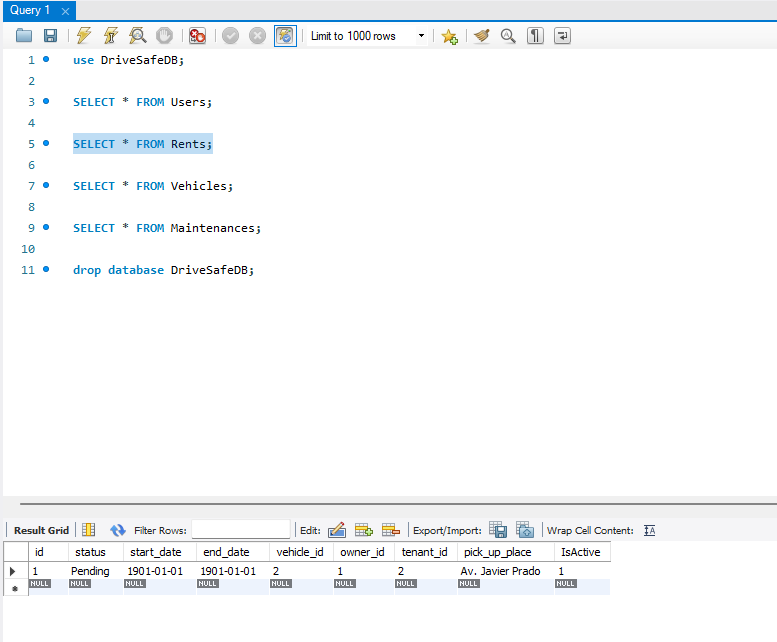 Query 1
Limit to 1000 rows
1 use DriveSafeDB;
2
3 SELECT * FROM Users;
4
5 SELECT * FROM Rents;
6
7 SELECT * FROM Vehicles;
8
9 SELECT * FROM Maintenances;
10
11 drop database DriveSafeDB;
Result Grid Filter Rows: Edit: Export/Import: Wrap Cell Content:
id status start_date end_date vehicle_id owner_id tenant_id pick_up_place IsActive
1 Pending 1901-01-01 1901-01-01 2 1 2 Av. Javier Prado 1
NULL NULL NULL NULL NULL NULL NULL NULL NULL